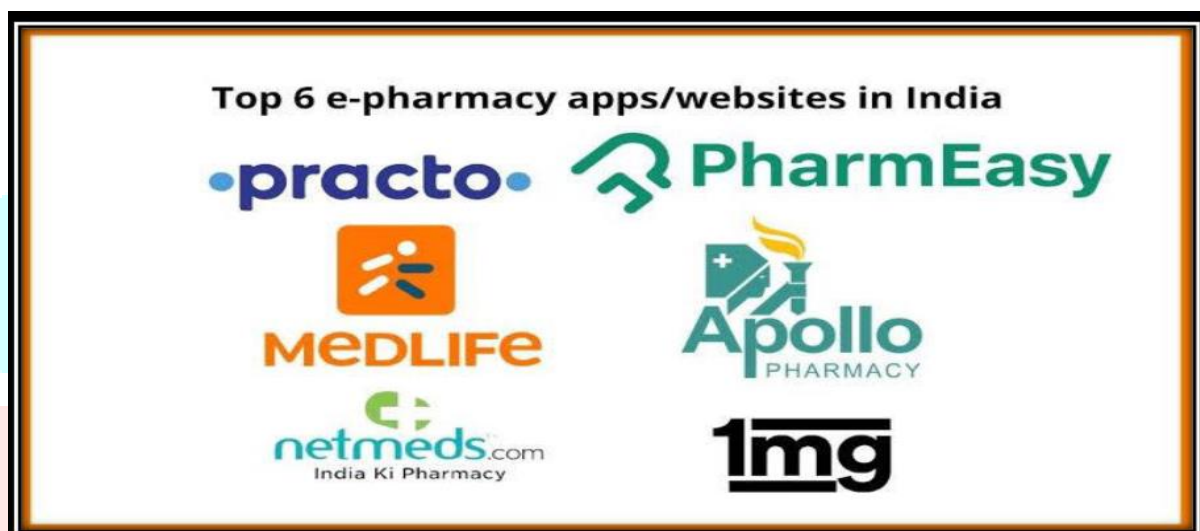 Top 6 e-pharmacy apps/websites in India
practo
PharmEasy
MEDLIFE
Apollo
PHARMACY
netmeds.com
India Ki Pharmacy
1mg